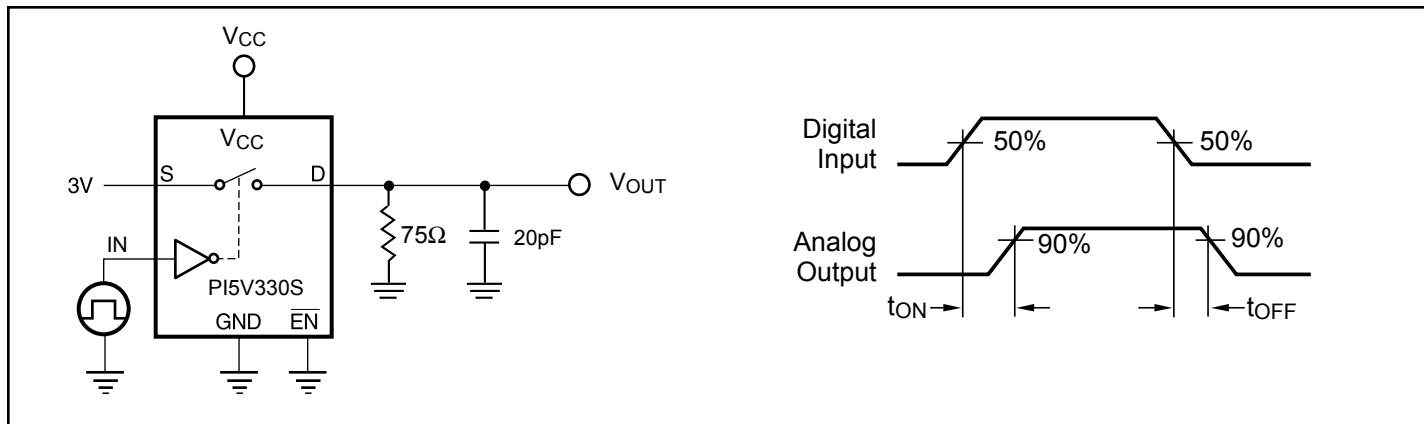 VCC
VCC
S
D
3V
VOUT
75Ω
20pF
IN
PI5V330S
GND
EN
Digital
Input
50%
50%
Analog
Output
90%
90%
tON
tOFF